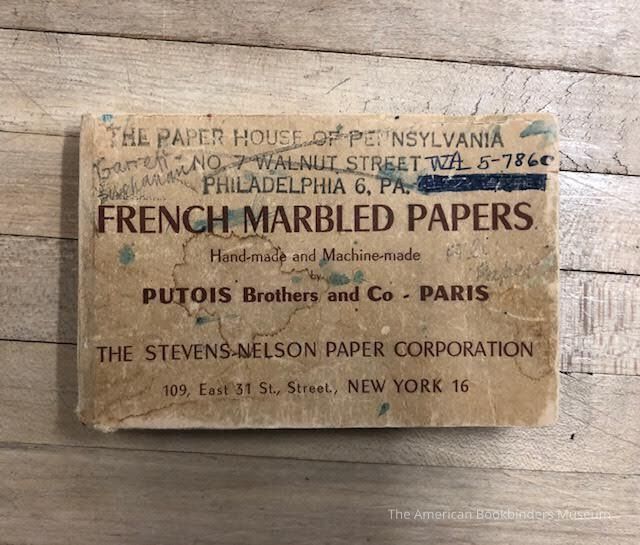 THE PAPER HOUSE OF PENNSYLVANIA
Garrett
Buchanan
NO. 7 WALNUT STREET WA 5-7860
PHILADELPHIA 6, PA.
FRENCH MARBLED PAPERS
Hand-made and Machine-made
by
PUTOIS Brothers and Co - PARIS
THE STEVENS-NELSON PAPER CORPORATION
109, East 31 St., Street., NEW YORK 16
The American Bookbinders Museum